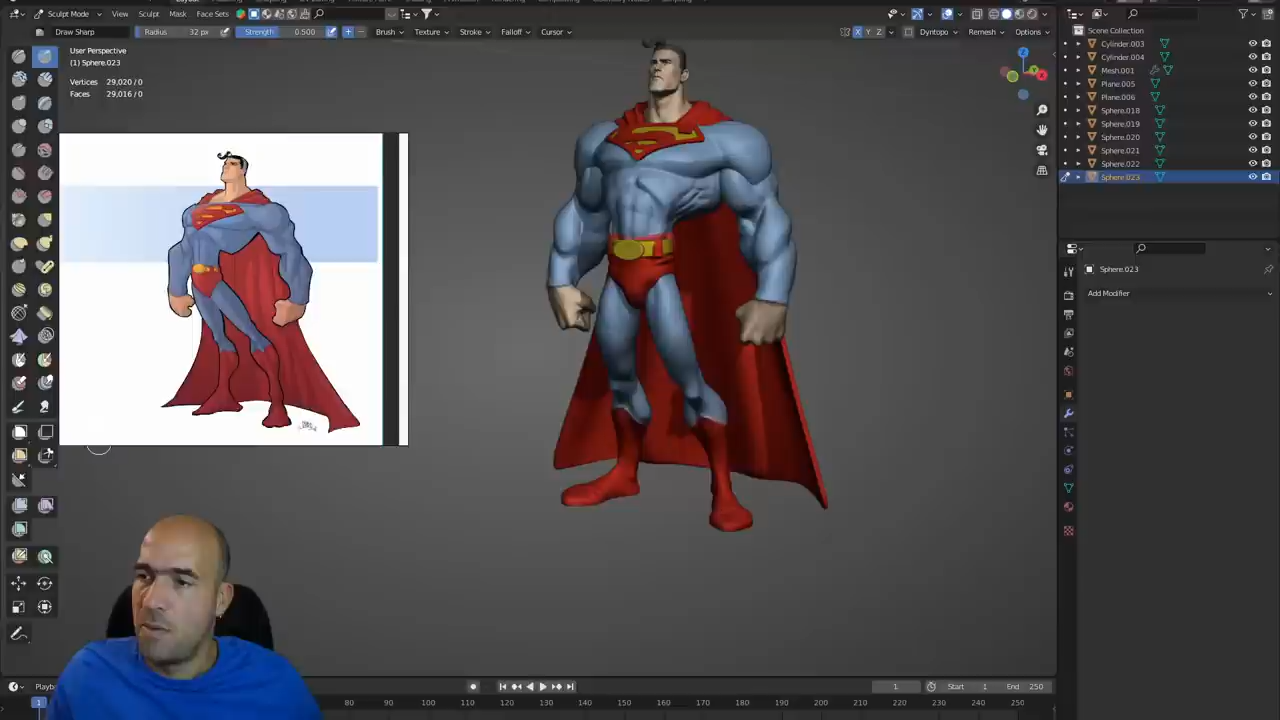 Sculpt Mode View Sculpt Mask Face Sets
Draw Sharp Radius 32 px Strength 0.500 Brush Texture Stroke Falloff Cursor X Y Z Dyntopo Remesh Options
User Perspective
(1) Sphere.023
Vertices 29,020 / 0
Faces 29,016 / 0
Scene Collection
Cylinder.003
Cylinder.004
Mesh.001
Plane.005
Plane.006
Sphere.018
Sphere.019
Sphere.020
Sphere.021
Sphere.022
Sphere.023
Sphere.023
Add Modifier
Playb
1 Start 1 End 250
1 80 90 100 110 120 130 140 150 160 170 180 190 200 210 220 230 240 250